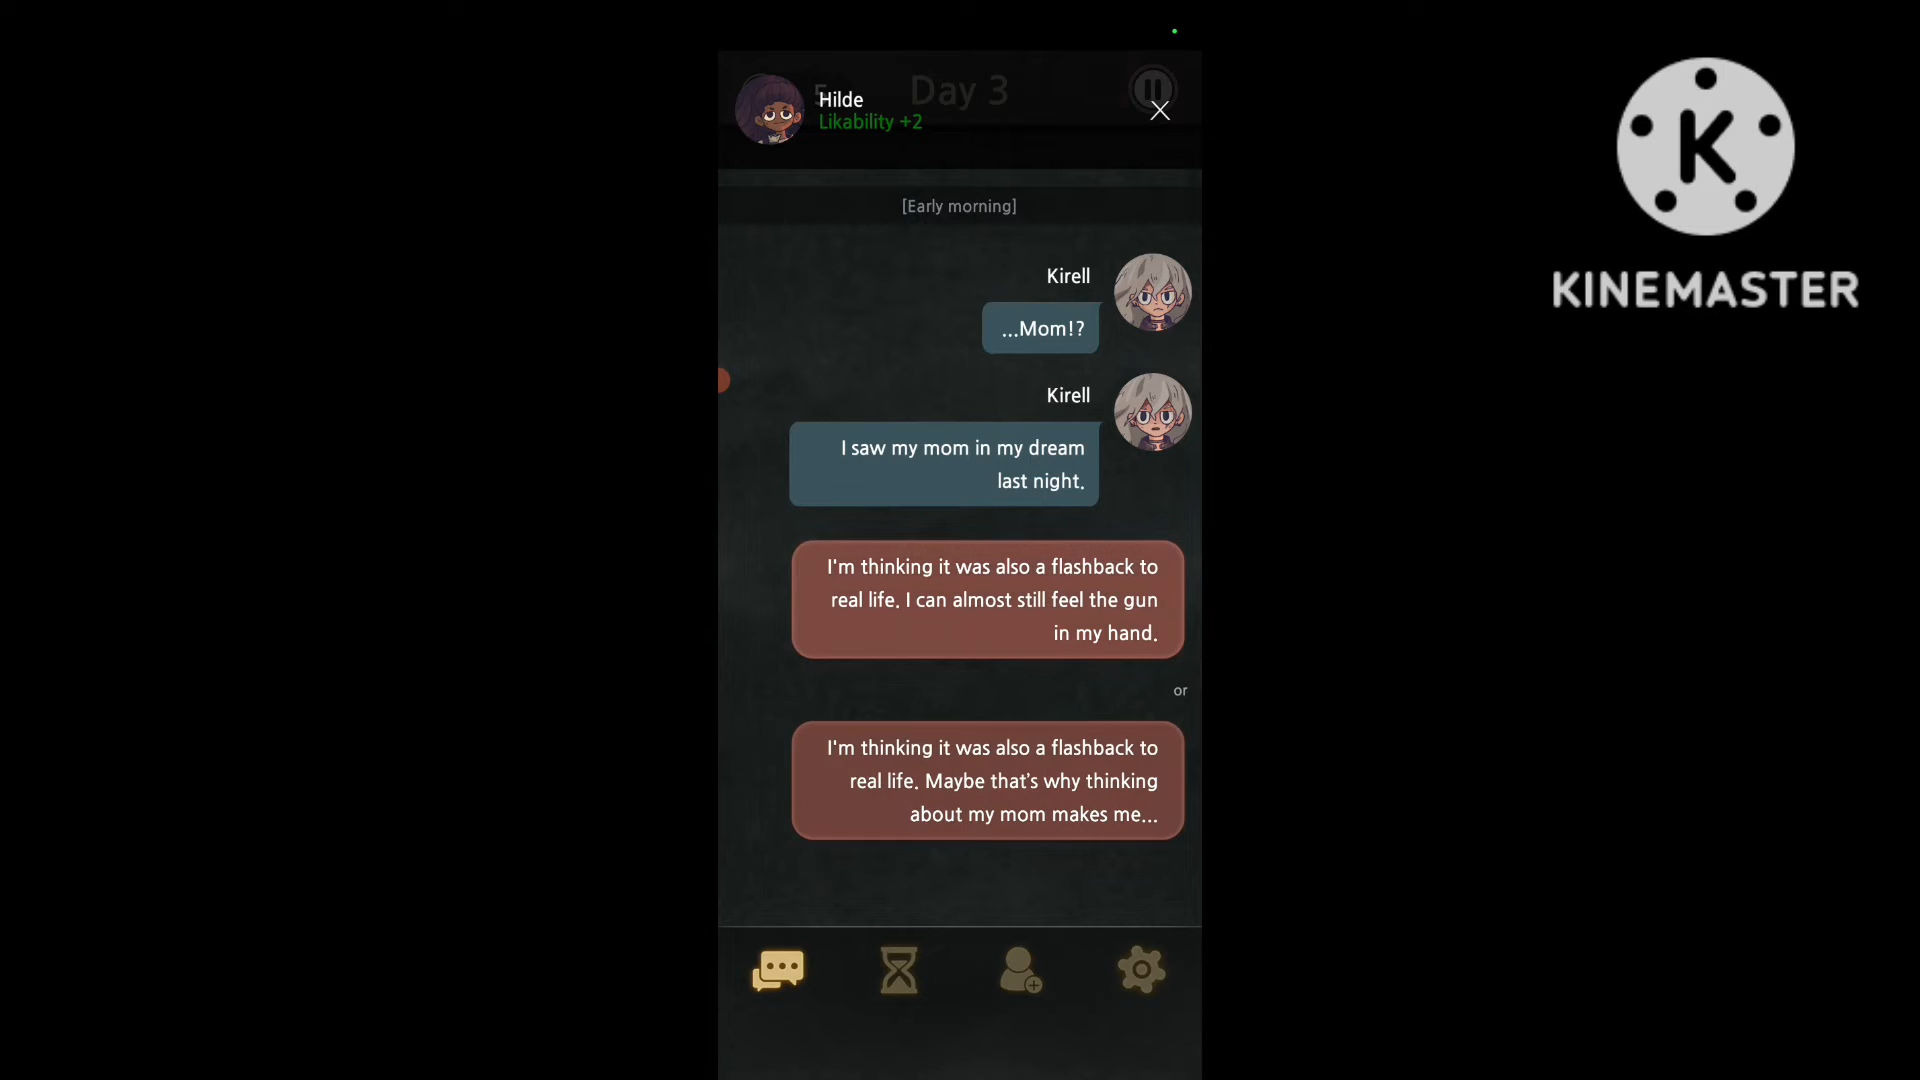 Day 3
Hilde
Likability +2
[Early morning]
Kirell
...Mom!?
Kirell
I saw my mom in my dream
last night.
I'm thinking it was also a flashback to
real life. I can almost still feel the gun
in my hand.
or
I'm thinking it was also a flashback to
real life. Maybe that's why thinking
about my mom makes me...
K
KINEMASTER